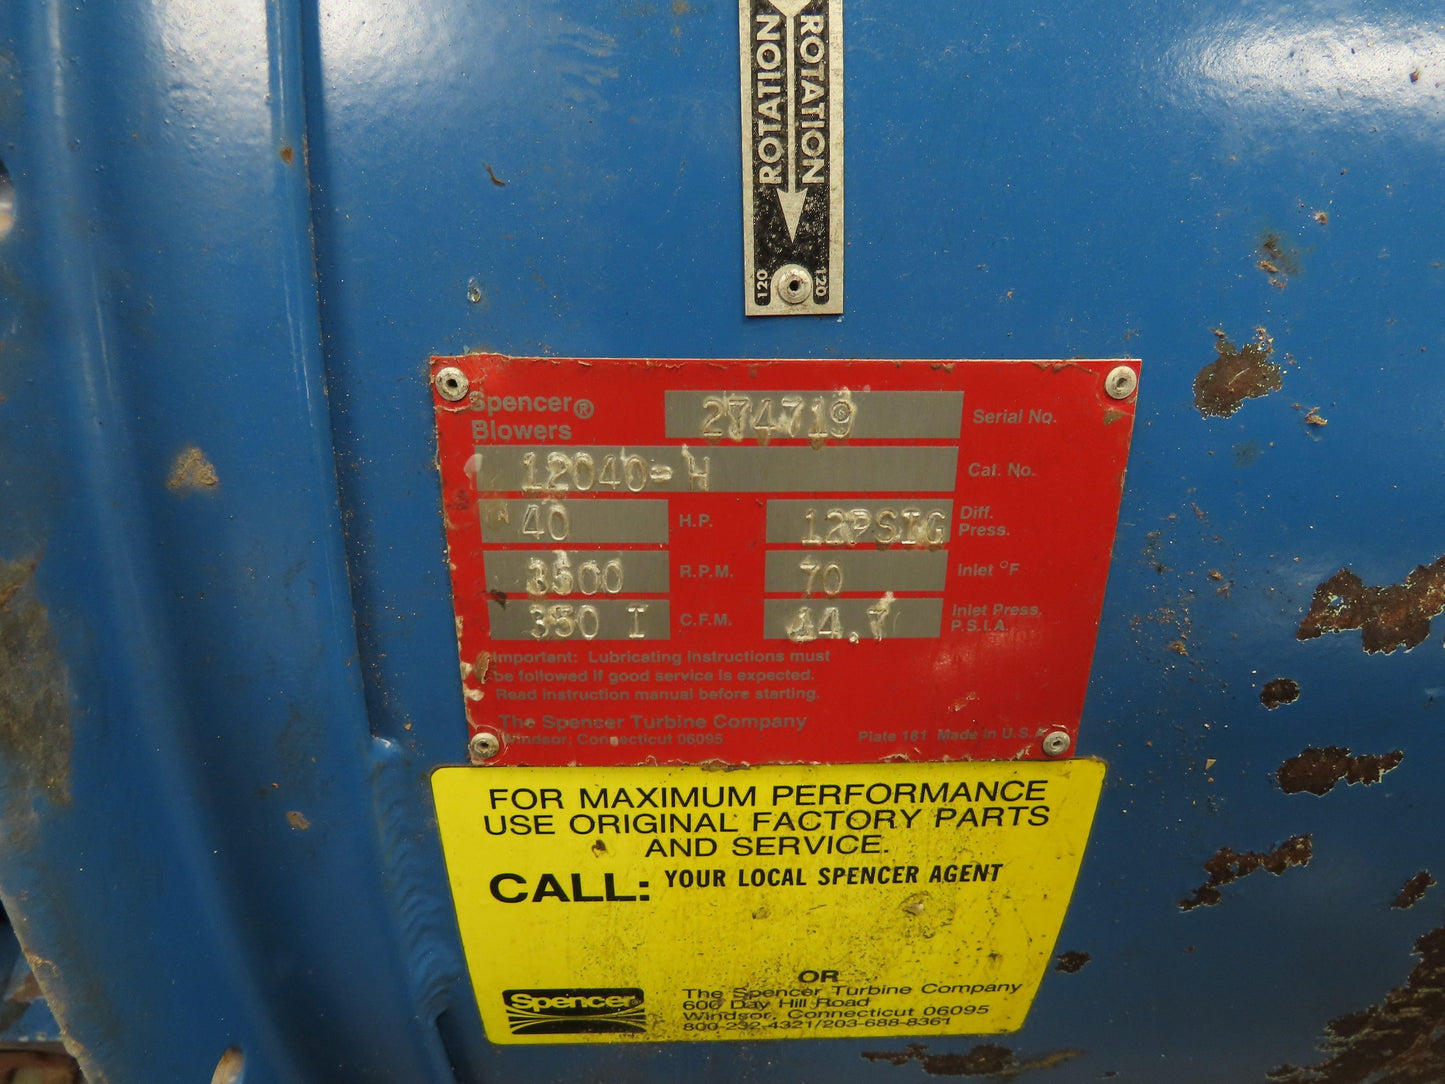 ROTATION
ROTATION
120
120
Spencer® Blowers
274719 Serial No.
12040-H Cat. No.
40 H.P. 12PSIG Diff. Press.
3500 R.P.M. 70 Inlet °F
350 I C.F.M. 14.7 Inlet Press. P.S.I.A.
Important: Lubricating instructions must
be followed if good service is expected.
Read instruction manual before starting.
The Spencer Turbine Company
Windsor, Connecticut 06095 Plate 181 Made in U.S.A.
FOR MAXIMUM PERFORMANCE
USE ORIGINAL FACTORY PARTS
AND SERVICE.
CALL: YOUR LOCAL SPENCER AGENT
OR
Spencer®
The Spencer Turbine Company
600 Day Hill Road
Windsor, Connecticut 06095
800-232-4321/203-688-8361